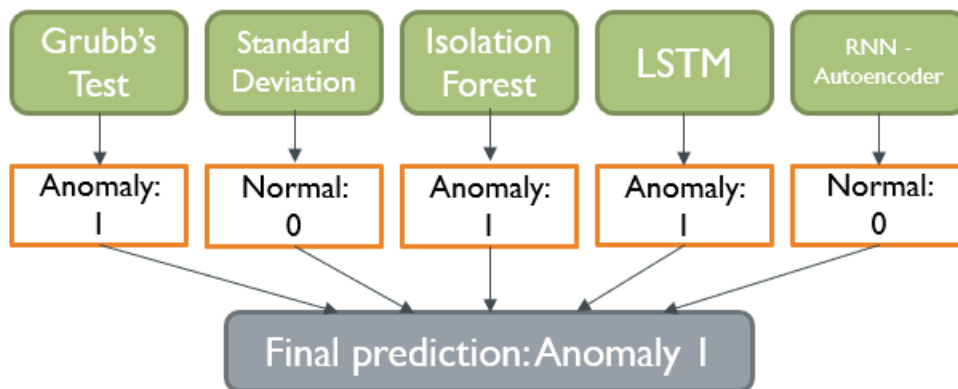 Grubb's
Test
Standard
Deviation
Isolation
Forest
LSTM
RNN -
Autoencoder
Anomaly:
1
Normal:
0
Anomaly:
1
Anomaly:
1
Normal:
0
Final prediction: Anomaly 1